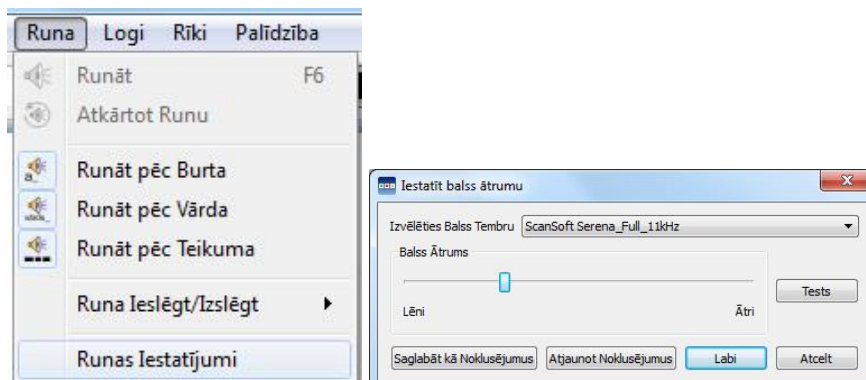 Runa Logi Rīki Palīdzība
Runāt F6
Atkārtot Runu
Runāt pēc Burta
Runāt pēc Vārda
Runāt pēc Teikuma
Runa Ieslēgt/Izslēgt
Runas Iestatījumi
Iestatīt balss ātrumu
Izvēlēties Balss Tembru ScanSoft Serena_Full_11kHz
Balss Ātrums
Lēni Ātri
Tests
Saglabāt kā Noklusējumus Atjaunot Noklusējumus Labi Atcelt